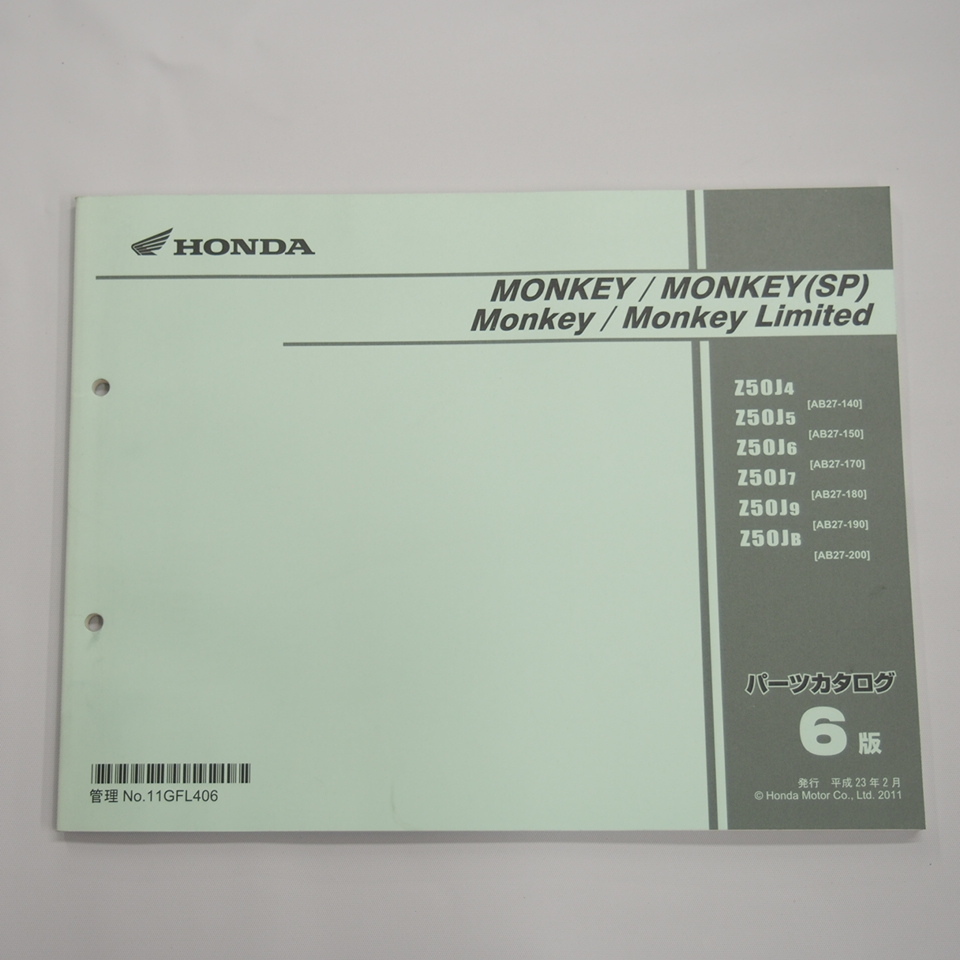 HONDA
MONKEY / MONKEY(SP)
Monkey / Monkey Limited
Z50J4
[AB27-140]
Z50J5
[AB27-150]
Z50J6
[AB27-170]
Z50J7
[AB27-180]
Z50J9
[AB27-190]
Z50JB
[AB27-200]
パーツカタログ
6版
発行 平成23年2月
© Honda Motor Co., Ltd. 2011
管理 No.11GFL406